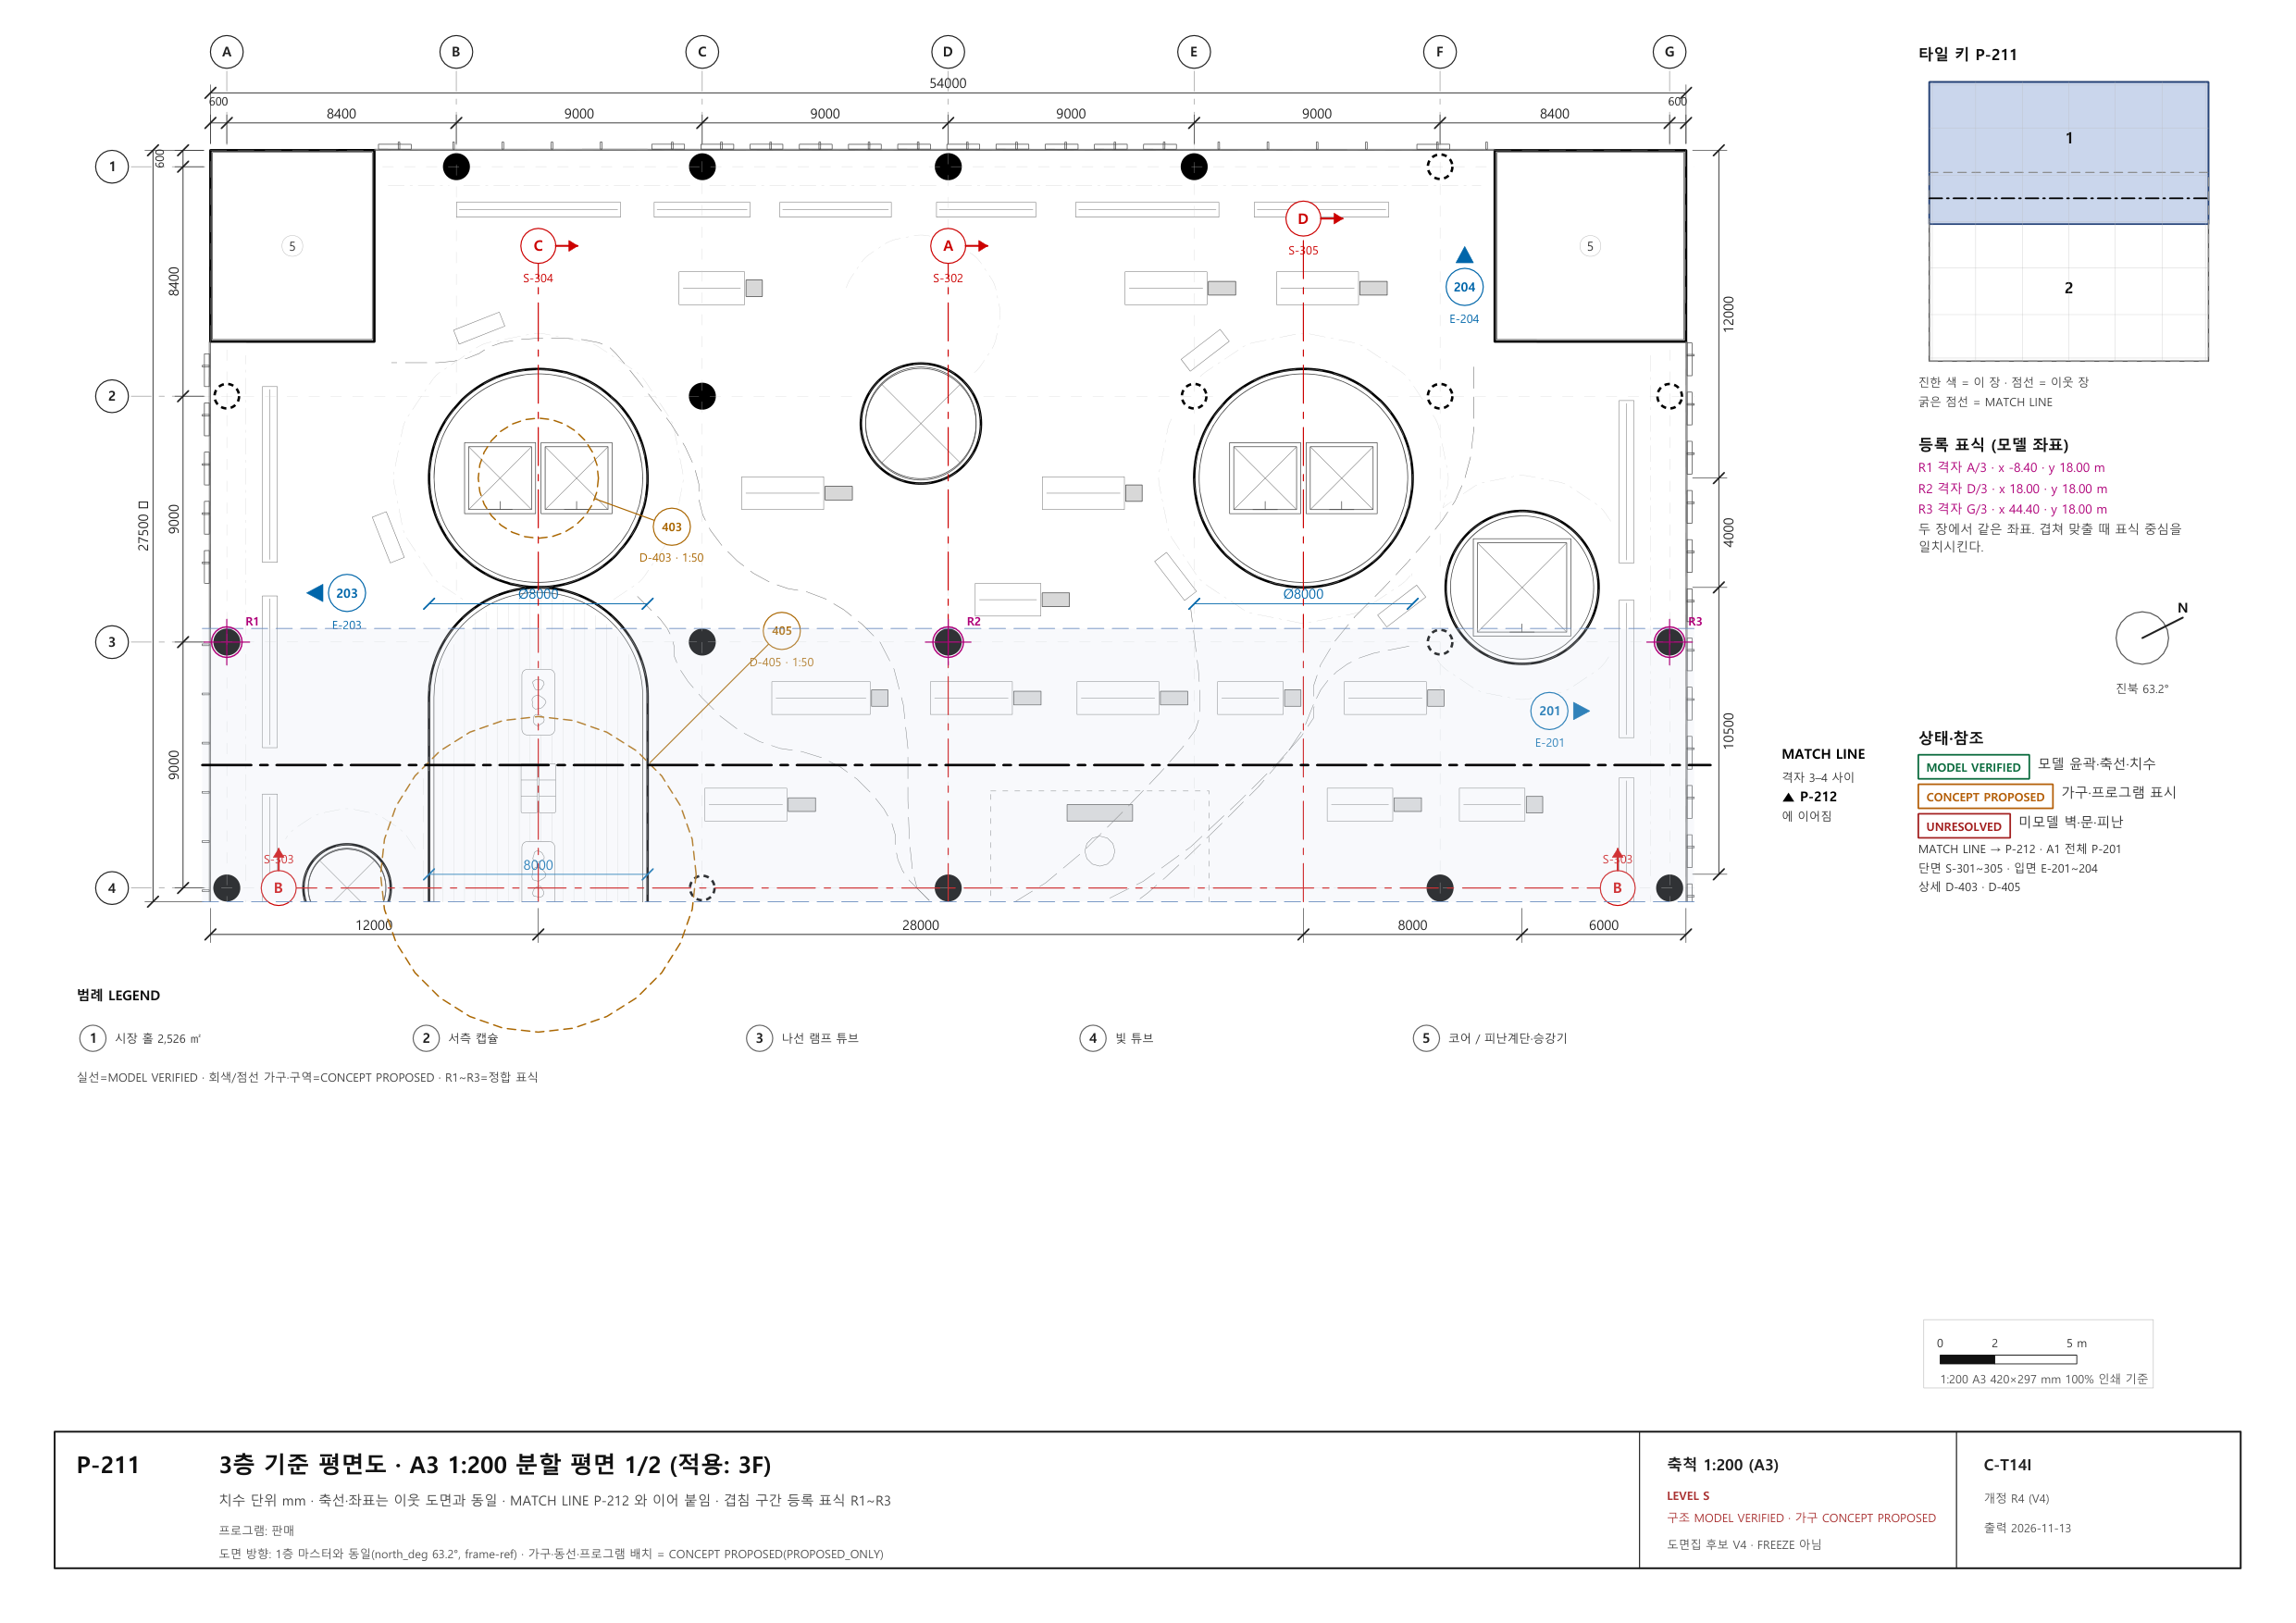 A B C D E F G
54000
600 8400 9000 9000 9000 9000 8400 600
1
600
5
5
D
S-305
C
S-304
A
S-302
204
E-204
8400
12000
2
403
D-403 · 1:50
27500
9000
4000
203
E-203
Ø8000
Ø8000
405
D-405 · 1:50
R1
R2
R3
3
201
E-201
9000
10500
S-303
B
8000
S-303
B
4
12000 28000 8000 6000
MATCH LINE
격자 3–4 사이
▲ P-212
에 이어짐
타일 키 P-211
1
2
진한 색 = 이 장 · 점선 = 이웃 장
굵은 점선 = MATCH LINE
등록 표식 (모델 좌표)
R1 격자 A/3 · x -8.40 · y 18.00 m
R2 격자 D/3 · x 18.00 · y 18.00 m
R3 격자 G/3 · x 44.40 · y 18.00 m
두 장에서 같은 좌표. 겹쳐 맞출 때 표식 중심을
일치시킨다.
N
진북 63.2°
상태·참조
MODEL VERIFIED 모델 윤곽·축선·치수
CONCEPT PROPOSED 가구·프로그램 표시
UNRESOLVED 미모델 벽·문·피난
MATCH LINE → P-212 · A1 전체 P-201
단면 S-301~305 · 입면 E-201~204
상세 D-403 · D-405
범례 LEGEND
1 시장 홀 2,526 ㎡
2 서측 캡슐
3 나선 램프 튜브
4 빛 튜브
5 코어 / 피난계단·승강기
실선=MODEL VERIFIED · 회색/점선 가구·구역=CONCEPT PROPOSED · R1~R3=정합 표식
0 2 5 m
1:200 A3 420×297 mm 100% 인쇄 기준
P-211
3층 기준 평면도 · A3 1:200 분할 평면 1/2 (적용: 3F)
치수 단위 mm · 축선·좌표는 이웃 도면과 동일 · MATCH LINE P-212 와 이어 붙임 · 겹침 구간 등록 표식 R1~R3
프로그램: 판매
도면 방향: 1층 마스터와 동일(north_deg 63.2°, frame-ref) · 가구·동선·프로그램 배치 = CONCEPT PROPOSED(PROPOSED_ONLY)
축척 1:200 (A3)
LEVEL S
구조 MODEL VERIFIED · 가구 CONCEPT PROPOSED
도면집 후보 V4 · FREEZE 아님
C-T14I
개정 R4 (V4)
출력 2026-11-13